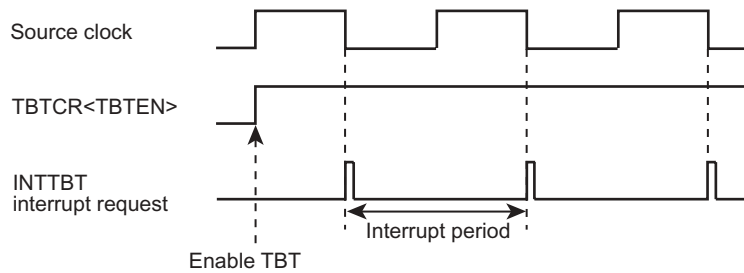 Source clock
TBTCR<TBTEN>
INTTBT
interrupt request
Interrupt period
Enable TBT